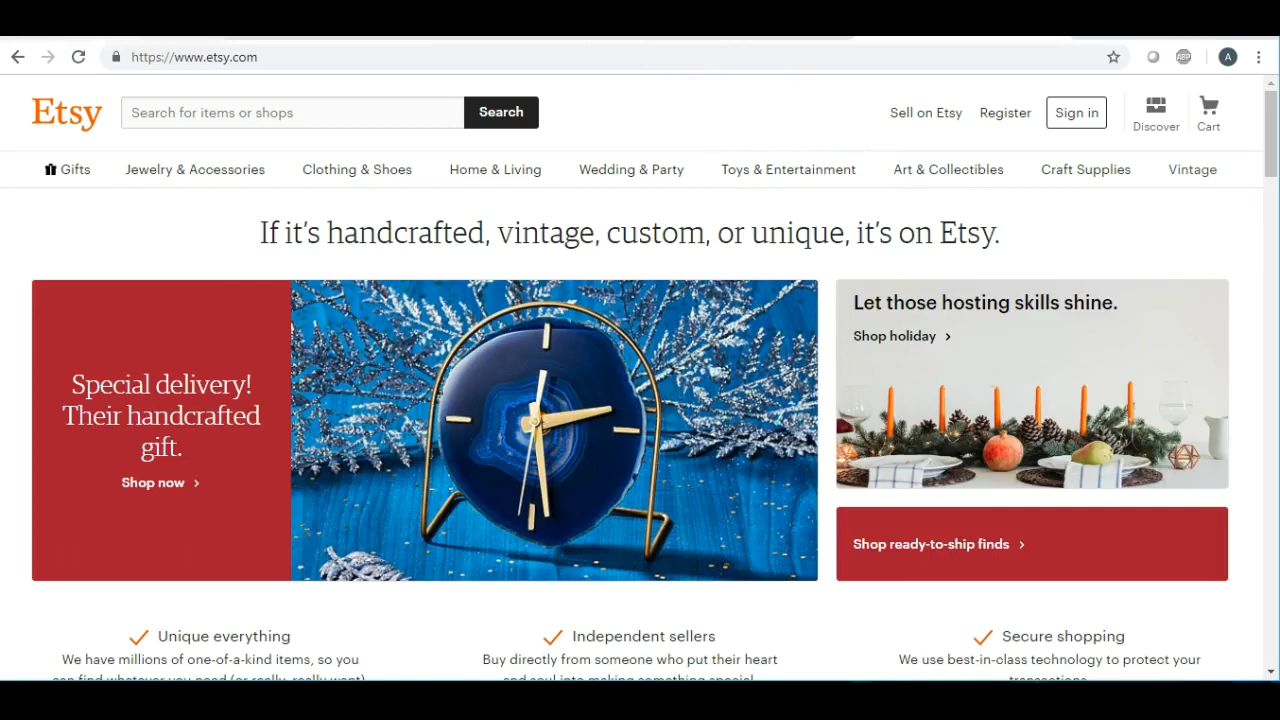 https://www.etsy.com
ABP
A
Etsy
Search for items or shops
Search
Sell on Etsy
Register
Sign in
Discover
Cart
Gifts
Jewelry & Accessories
Clothing & Shoes
Home & Living
Wedding & Party
Toys & Entertainment
Art & Collectibles
Craft Supplies
Vintage
If it's handcrafted, vintage, custom, or unique, it's on Etsy.
Special delivery!
Their handcrafted
gift.
Shop now
Let those hosting skills shine.
Shop holiday
Shop ready-to-ship finds
Unique everything
We have millions of one-of-a-kind items, so you
can find whatever you need (or really, really want)
Independent sellers
Buy directly from someone who put their heart
and soul into making something special
Secure shopping
We use best-in-class technology to protect your
transactions